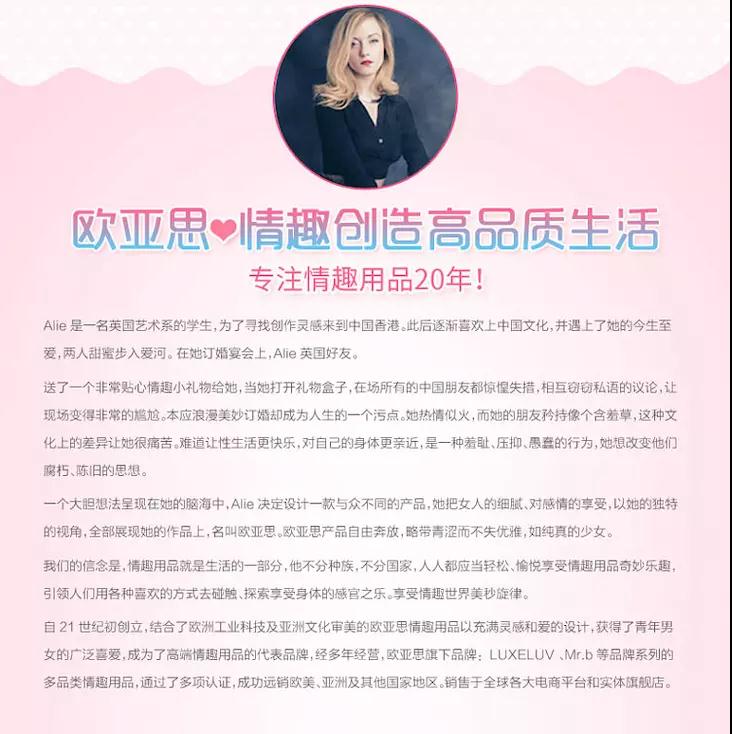 欧亚思❤情趣创造高品质生活
专注情趣用品20年！
Alie 是一名英国艺术系的学生，为了寻找创作灵感来到中国香港。此后逐渐喜欢上中国文化，并遇上了她的今生至
爱，两人甜蜜步入爱河。在她订婚宴会上，Alie 英国好友。
送了一个非常贴心情趣小礼物给她，当她打开礼物盒子，在场所有的中国朋友都惊惶失措，相互窃窃私语的议论，让
现场变得非常的尴尬。本应浪漫美妙订婚却成为人生的一个污点。她热情似火，而她的朋友矜持像个含羞草，这种文
化上的差异让她很痛苦。难道让性生活更快乐，对自己的身体更亲近，是一种羞耻、压抑、愚蠢的行为，她想改变他们
腐朽、陈旧的思想。
一个大胆想法呈现在她的脑海中，Alie 决定设计一款与众不同的产品，她把女人的细腻、对感情的享受，以她的独特
的视角，全部展现她的作品上，名叫欧亚思。欧亚思产品自由奔放，略带青涩而不失优雅，如纯真的少女。
我们的信念是，情趣用品就是生活的一部分，他不分种族，不分国家，人人都应当轻松、愉悦享受情趣用品奇妙乐趣，
引领人们用各种喜欢的方式去碰触、探索享受身体的感官之乐。享受情趣世界美秒旋律。
自 21 世纪初创立，结合了欧洲工业科技及亚洲文化审美的欧亚思情趣用品以充满灵感和爱的设计，获得了青年男
女的广泛喜爱，成为了高端情趣用品的代表品牌，经多年经营，欧亚思旗下品牌：LUXELUV 、Mr.b 等品牌系列的
多品类情趣用品，通过了多项认证，成功远销欧美、亚洲及其他国家地区。销售于全球各大电商平台和实体旗舰店。